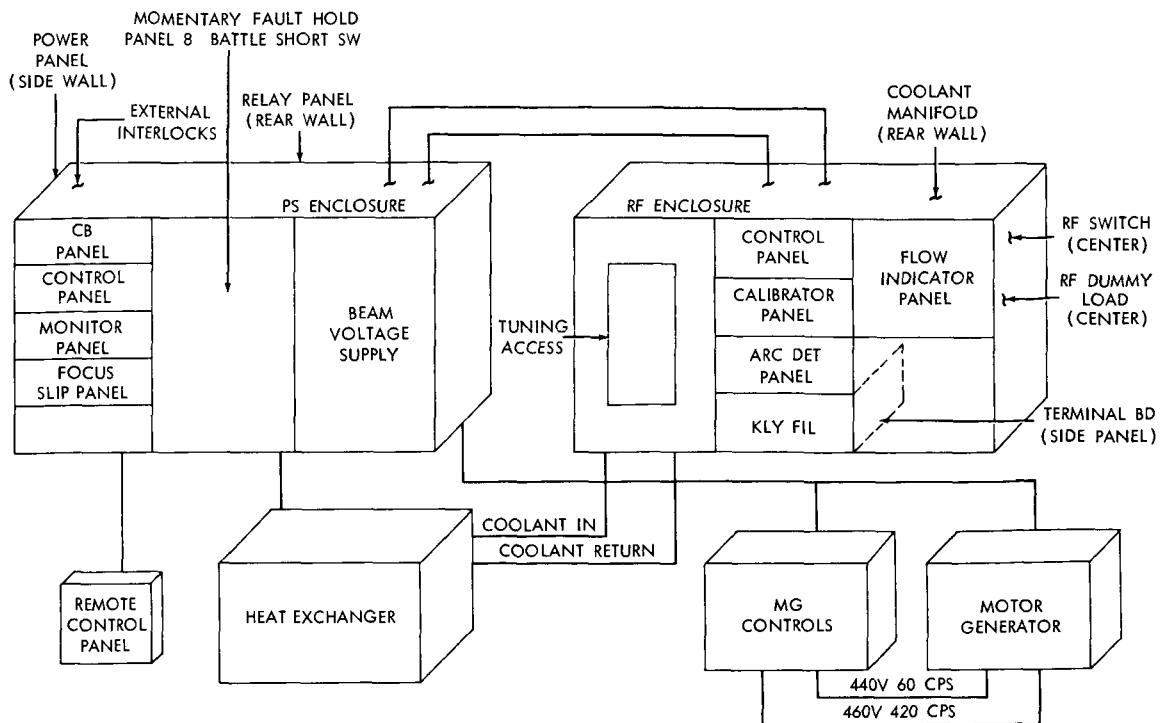 MOMENTARY FAULT HOLD
PANEL 8 BATTLE SHORT SW
POWER
PANEL
(SIDE WALL)
EXTERNAL
INTERLOCKS
RELAY PANEL
(REAR WALL)
COOLANT
MANIFOLD
(REAR WALL)
PS ENCLOSURE
CB
PANEL
CONTROL
PANEL
MONITOR
PANEL
FOCUS
SLIP PANEL
BEAM
VOLTAGE
SUPPLY
RF ENCLOSURE
TUNING
ACCESS
CONTROL
PANEL
CALIBRATOR
PANEL
ARC DET
PANEL
KLY FIL
FLOW
INDICATOR
PANEL
RF SWITCH
(CENTER)
RF DUMMY
LOAD
(CENTER)
TERMINAL BD
(SIDE PANEL)
COOLANT IN
COOLANT RETURN
REMOTE
CONTROL
PANEL
HEAT EXCHANGER
MG
CONTROLS
MOTOR
GENERATOR
440V 60 CPS
460V 420 CPS